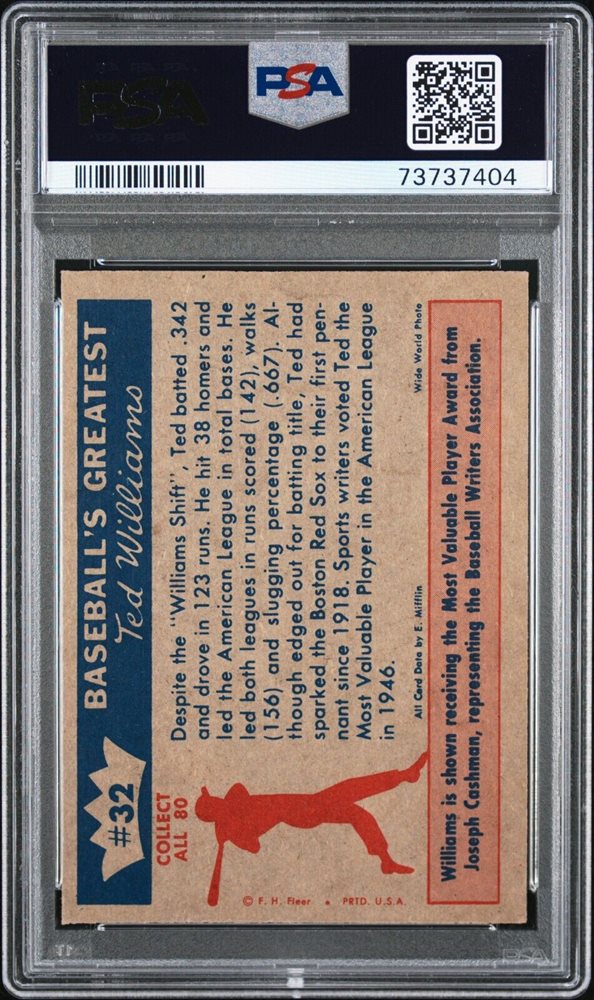 PSA
PSA
73737404
#32
BASEBALL'S GREATEST
Ted Williams
COLLECT
ALL 80
Despite the "Williams Shift", Ted batted .342
and drove in 123 runs. He hit 38 homers and
led the American League in total bases. He
led both leagues in runs scored (142), walks
(156) and slugging percentage (.667). Al-
though edged out for batting title, Ted had
sparked the Boston Red Sox to their first pen-
nant since 1918. Sports writers voted Ted the
Most Valuable Player in the American League
in 1946.
© F. H. Fleer • PRTD. U.S.A.
All Card Data by E. Mifflin
Wide World Photo
Williams is shown receiving the Most Valuable Player Award from
Joseph Cashman, representing the Baseball Writers Association.
PSA